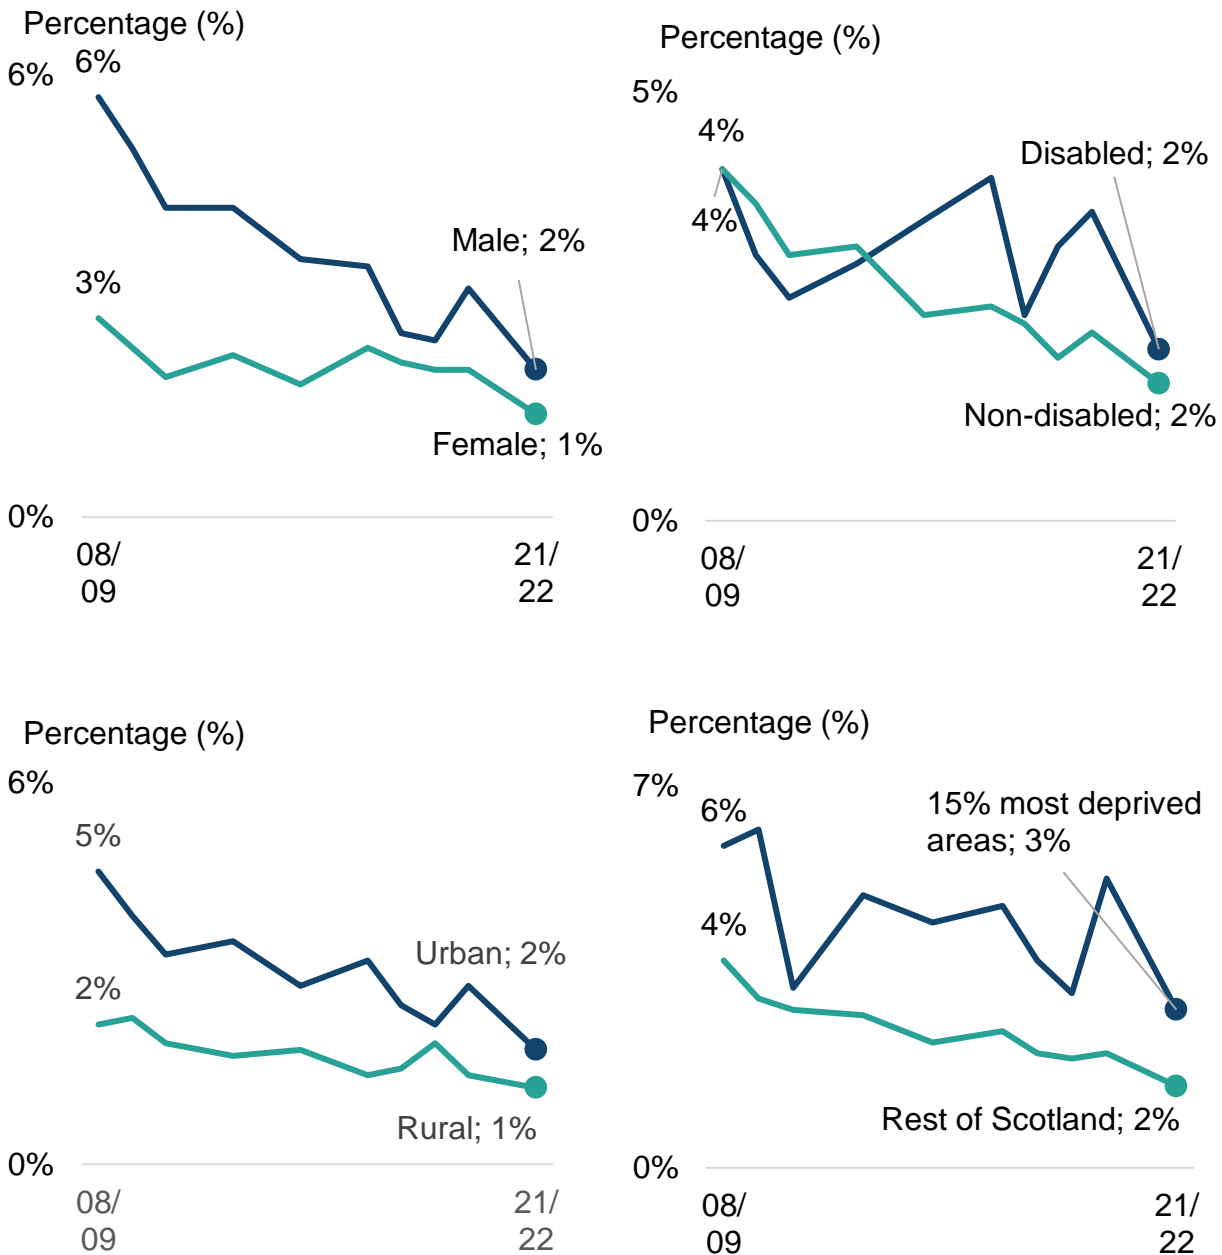 Percentage (%)
6%
6%
3%
Male; 2%
Female; 1%
0%
08/
09
21/
22
Percentage (%)
5%
4%
4%
Disabled; 2%
Non-disabled; 2%
0%
08/
09
21/
22
Percentage (%)
6%
5%
2%
Urban; 2%
Rural; 1%
0%
08/
09
21/
22
Percentage (%)
7%
6%
4%
15% most deprived
areas; 3%
Rest of Scotland; 2%
0%
08/
09
21/
22